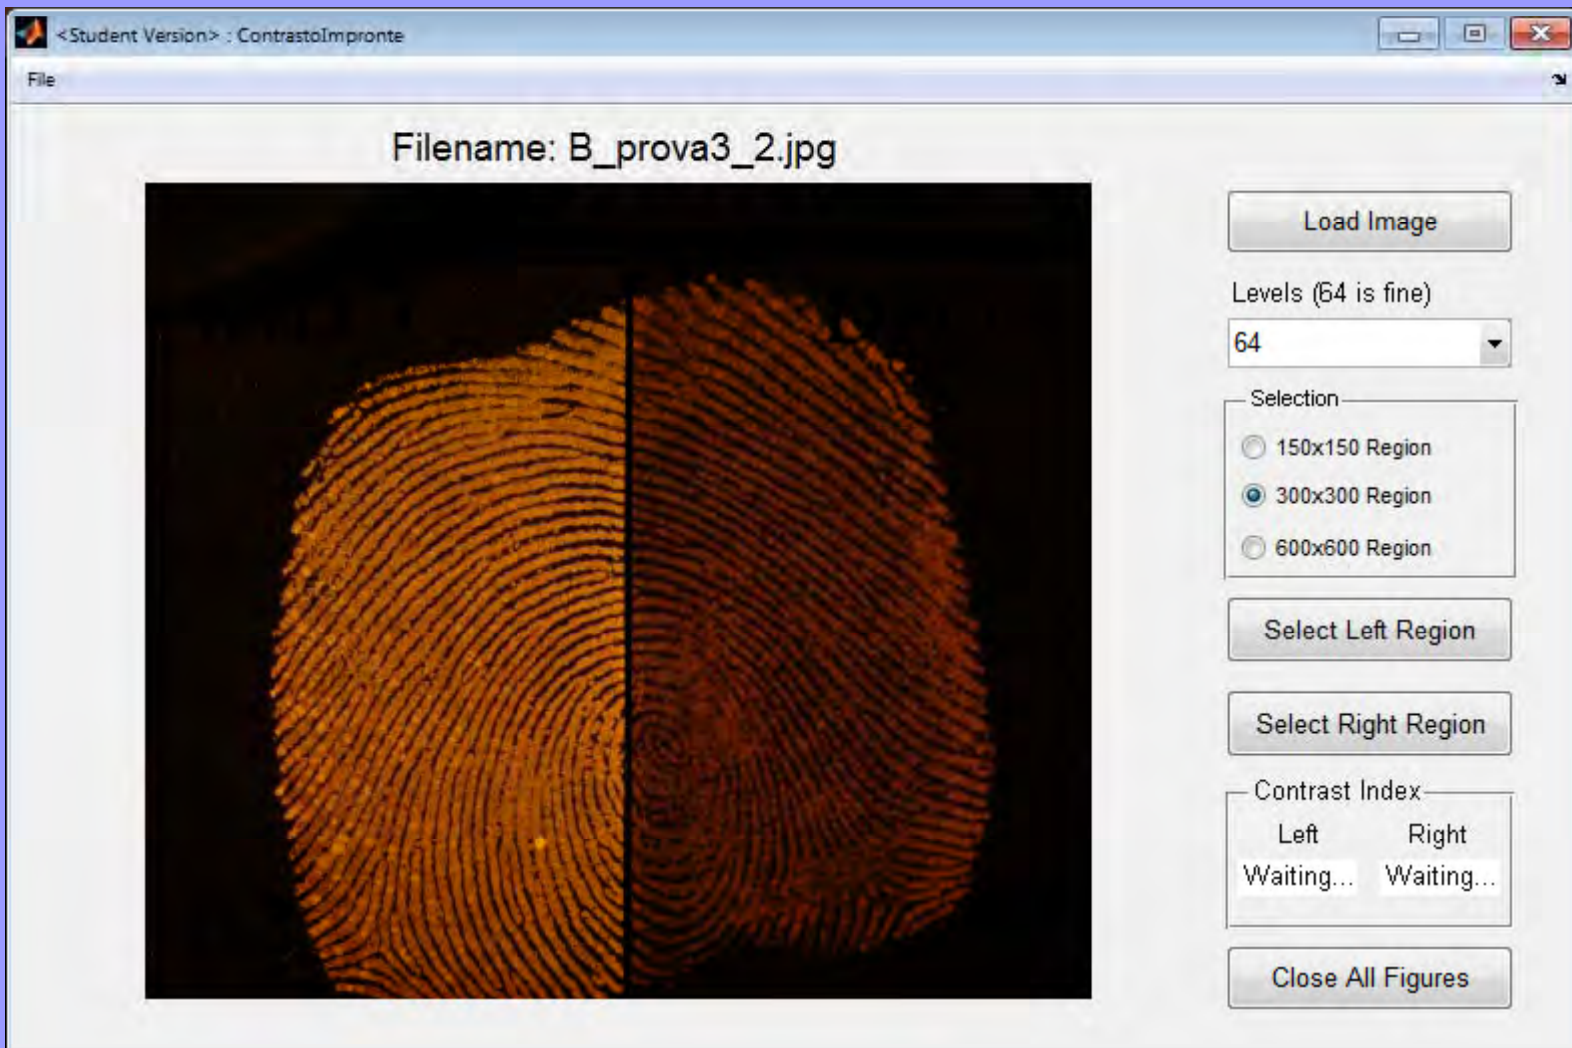 <Student Version> : ContrastoImpronte
File
Filename: B_prova3_2.jpg
Load Image
Levels (64 is fine)
64
Selection
150x150 Region
300x300 Region
600x600 Region
Select Left Region
Select Right Region
Contrast Index
Left Right
Waiting... Waiting...
Close All Figures